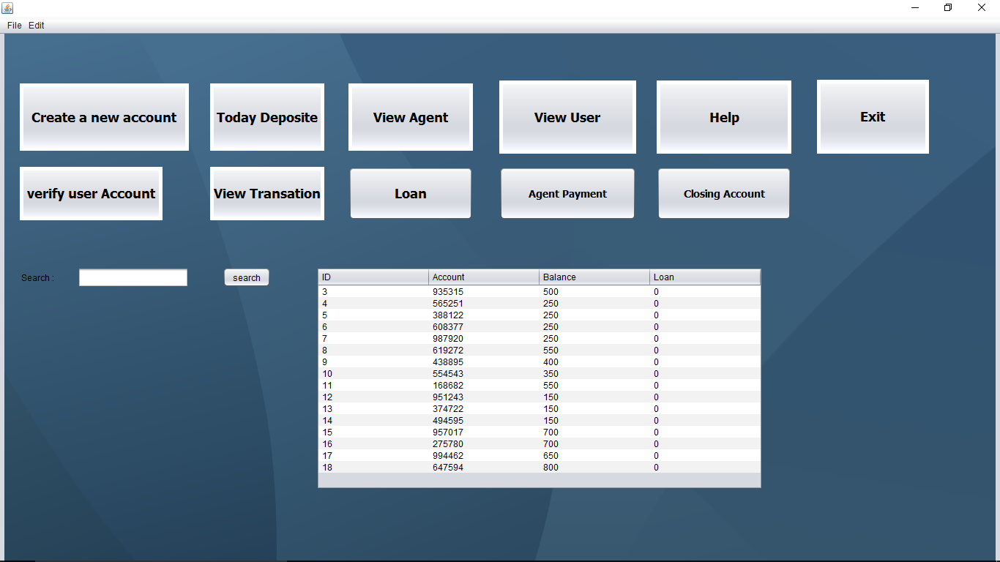 File Edit
Create a new account Today Deposite View Agent View User Help Exit
verify user Account View Transation Loan Agent Payment Closing Account
Search : search
ID Account Balance Loan
3 935315 500 0
4 565251 250 0
5 388122 250 0
6 608377 250 0
7 987920 250 0
8 619272 550 0
9 438895 400 0
10 554543 350 0
11 168682 550 0
12 951243 150 0
13 374722 150 0
14 494595 150 0
15 957017 700 0
16 275780 700 0
17 994462 650 0
18 647594 800 0